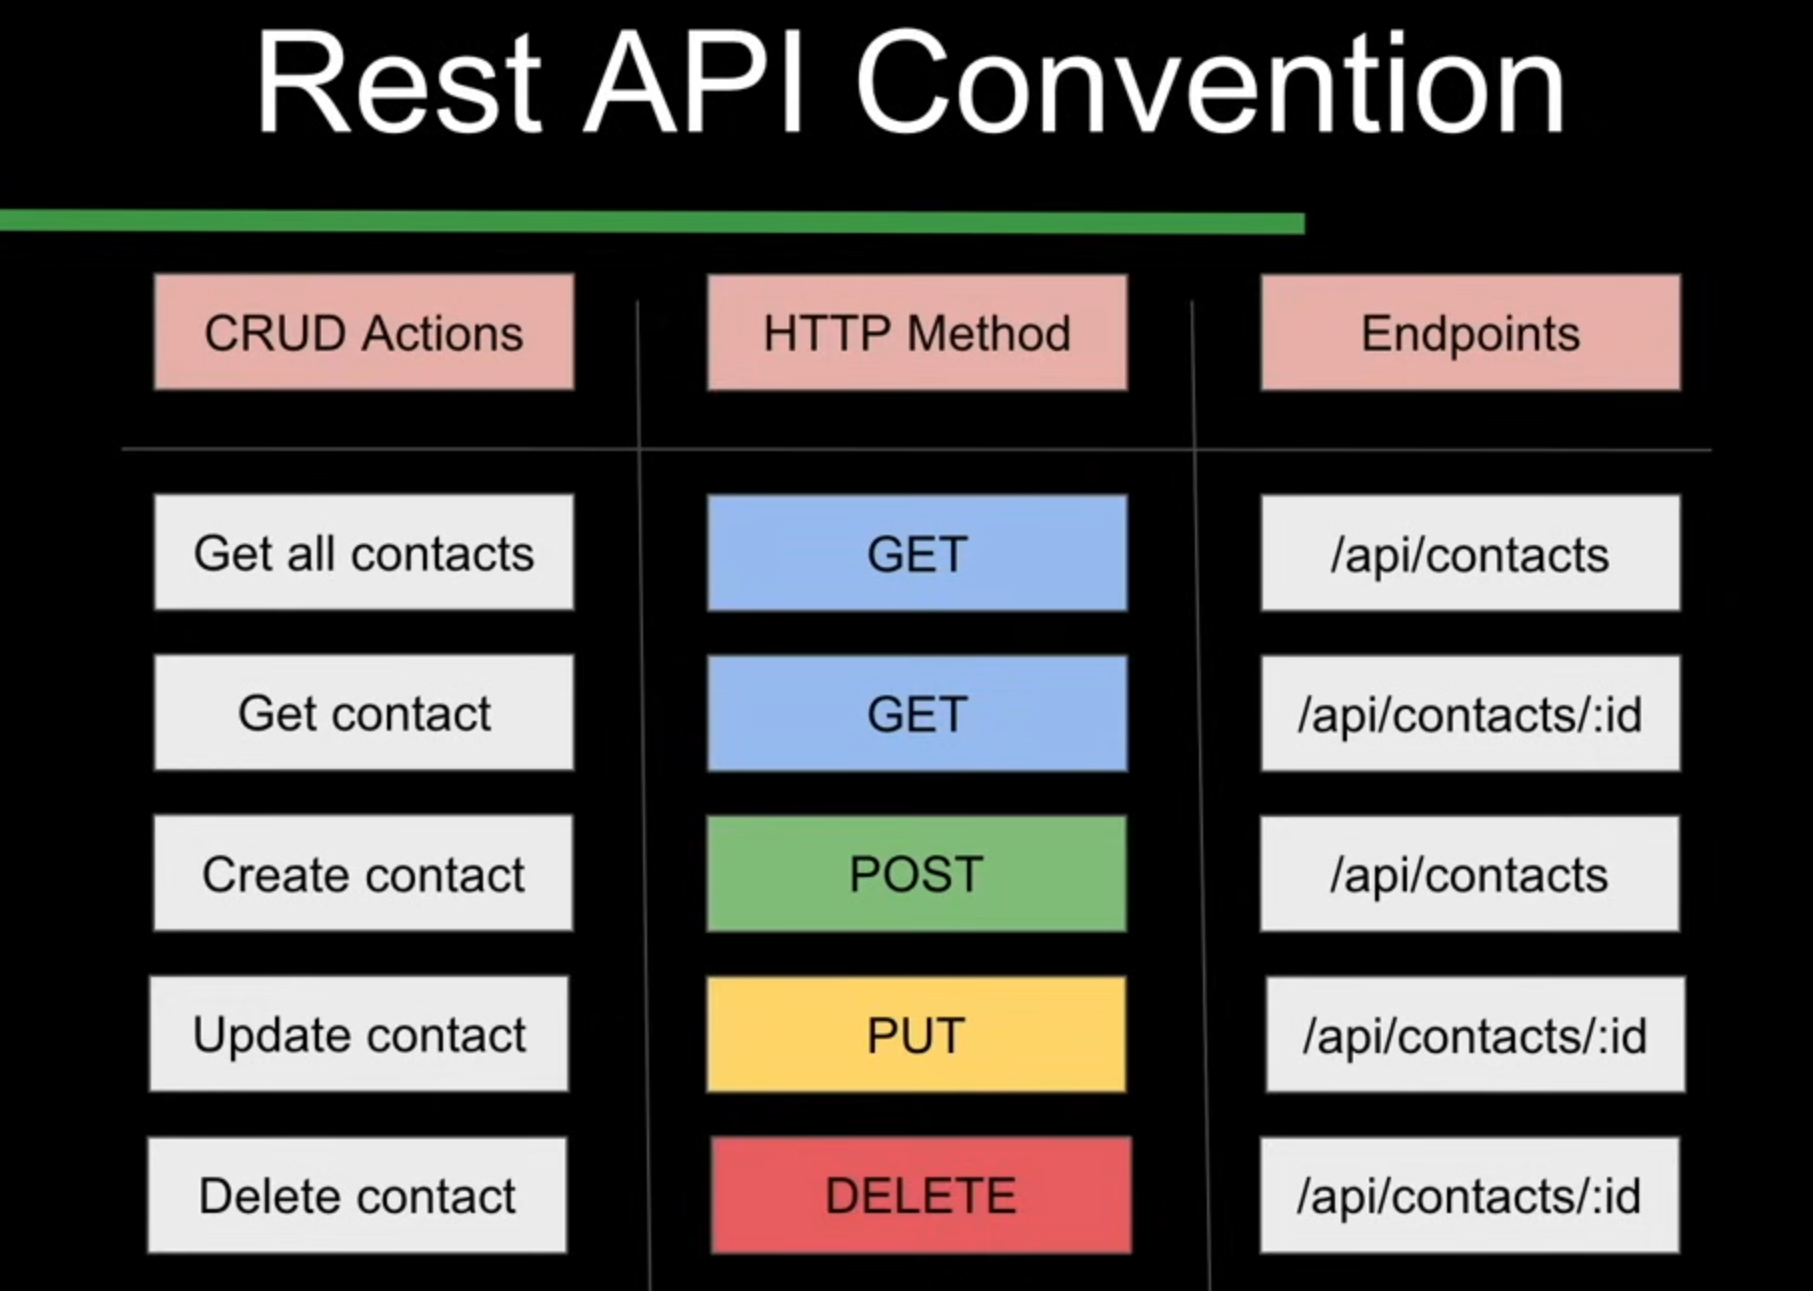 Rest API Convention
CRUD Actions
HTTP Method
Endpoints
Get all contacts
GET
/api/contacts
Get contact
GET
/api/contacts/:id
Create contact
POST
/api/contacts
Update contact
PUT
/api/contacts/:id
Delete contact
DELETE
/api/contacts/:id